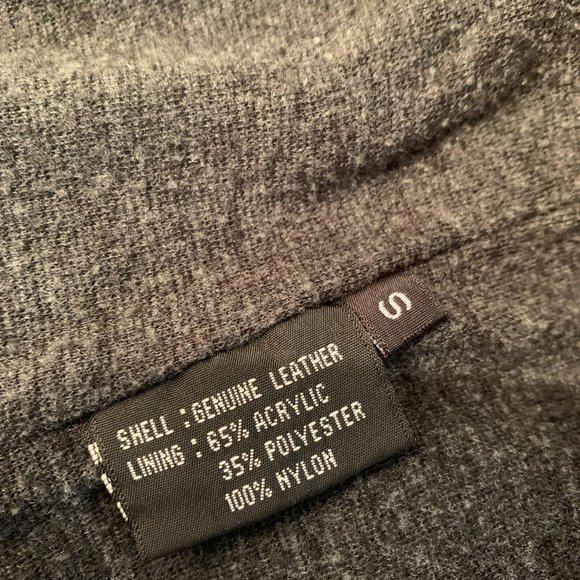 S
SHELL : GENUINE LEATHER
LINING : 65% ACRYLIC
35% POLYESTER
100% NYLON